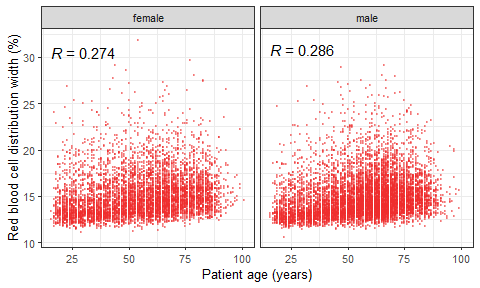 female
male
R = 0.274
R = 0.286
Red blood cell distribution width (%)
30
25
20
15
10
25
50
75
100
25
50
75
100
Patient age (years)